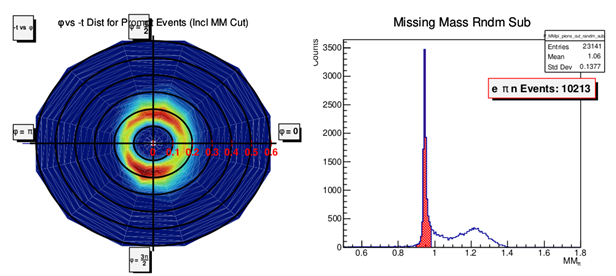 φ vs -t Dist for Prompt Events (Incl MM Cut)
-t vs φ
φ = π/2
φ = π
φ = 0
0.1 0.2 0.3 0.4 0.5 0.6
φ = 3π/2
Missing Mass Rndm Sub
Counts
Entries 23141
Mean 1.06
Std Dev 0.1377
e π n Events: 10213
3500
3000
2500
2000
1500
1000
500
0
0.6 0.8 1 1.2 1.4 1.6 1.8
MMπ